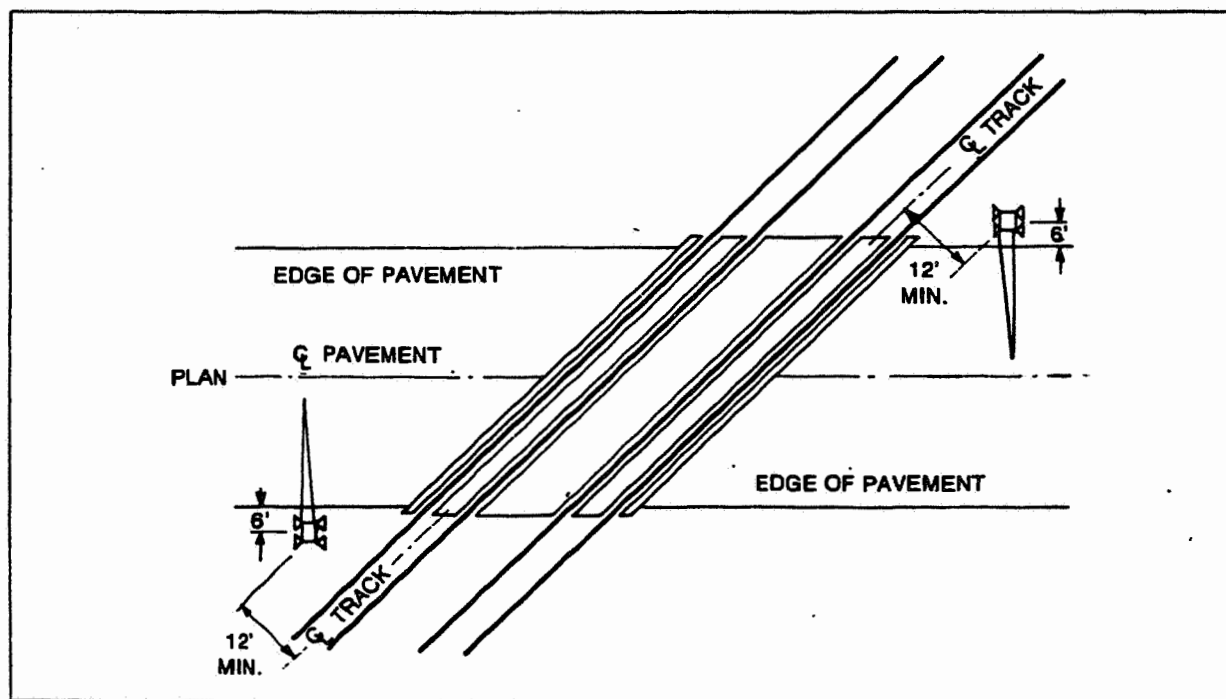 ℄ TRACK
6'
EDGE OF PAVEMENT
12'
MIN.
℄ PAVEMENT
PLAN
EDGE OF PAVEMENT
6'
℄ TRACK
12'
MIN.